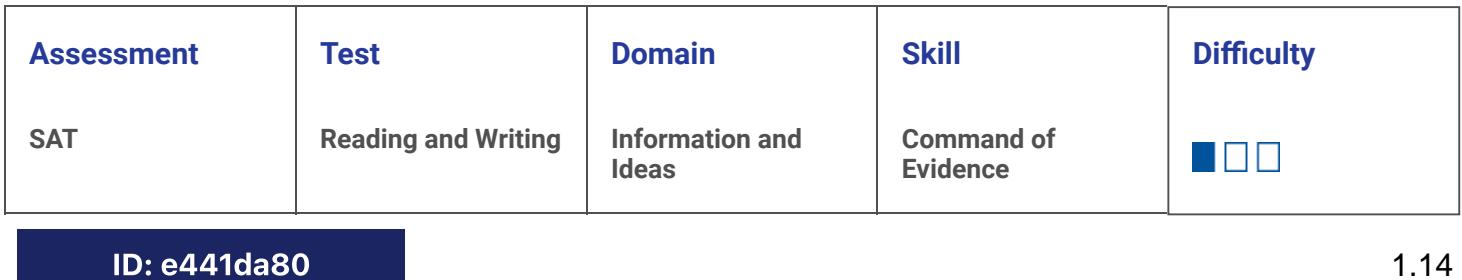 Assessment
Test
Domain
Skill
Difficulty
SAT
Reading and Writing
Information and
Ideas
Command of
Evidence
ID: e441da80
1.14